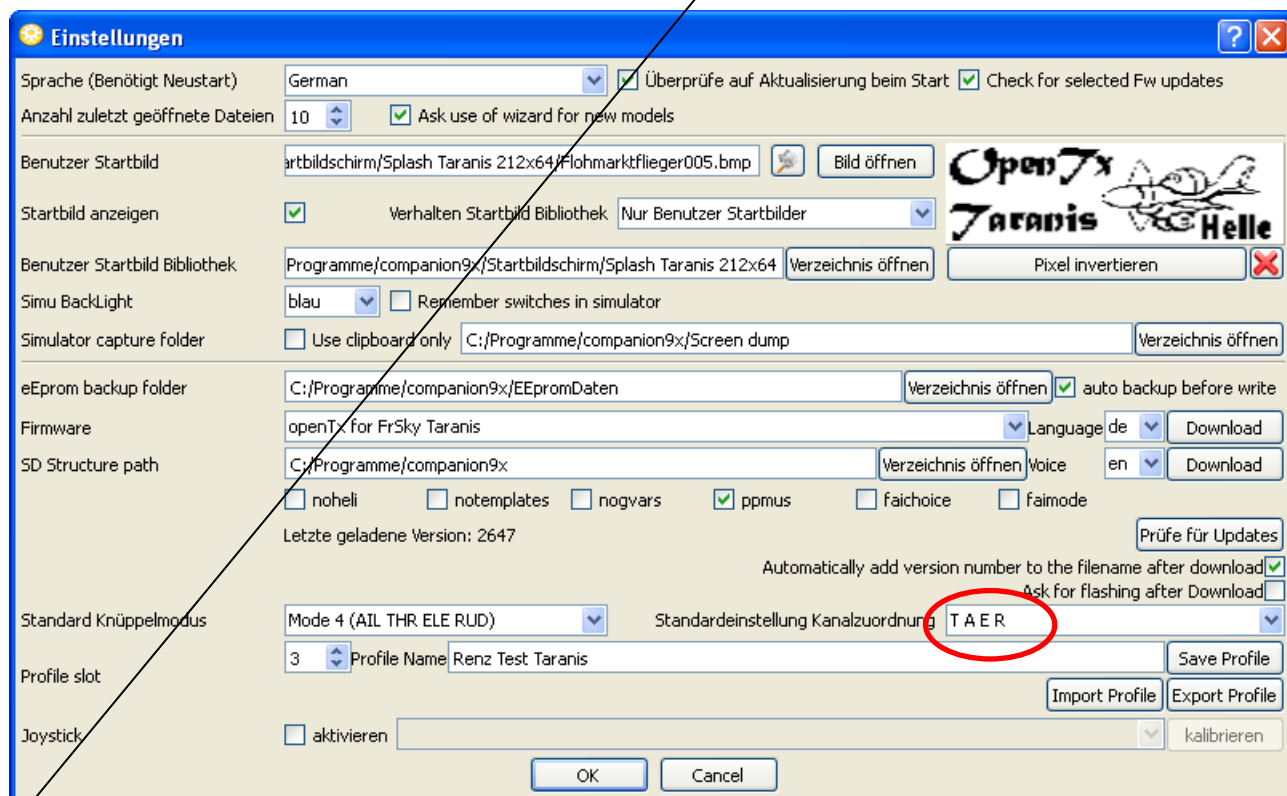 Einstellungen
Sprache (Benötigt Neustart) German Überprüfe auf Aktualisierung beim Start Check for selected Fw updates
Anzahl zuletzt geöffnete Dateien 10 Ask use of wizard for new models
Benutzer Startbild artbildschirm/Splash Taranis 212x64/Flohmarktflieger005.bmp Bild öffnen
OpenTx
Taranis Helle
Startbild anzeigen Verhalten Startbild Bibliothek Nur Benutzer Startbilder
Benutzer Startbild Bibliothek Programme/companion9x/Startbildschirm/Splash Taranis 212x64 Verzeichnis öffnen Pixel invertieren
Simu BackLight blau Remember switches in simulator
Simulator capture folder Use clipboard only C:/Programme/companion9x/Screen dump Verzeichnis öffnen
eEprom backup folder C:/Programme/companion9x/EEpromDaten Verzeichnis öffnen auto backup before write
Firmware openTx for FrSky Taranis Language de Download
SD Structure path C:/Programme/companion9x Verzeichnis öffnen Voice en Download
noheli notemplates nogvars ppmus faichoice faimode
Letzte geladene Version: 2647 Prüfe für Updates
Automatically add version number to the filename after download
Ask for flashing after Download
Standard Knüppelmodus Mode 4 (AIL THR ELE RUD) Standardeinstellung Kanalzuordnung T A E R
Profile slot 3 Profile Name Renz Test Taranis Save Profile
Import Profile Export Profile
Joystick aktivieren kalibrieren
OK Cancel